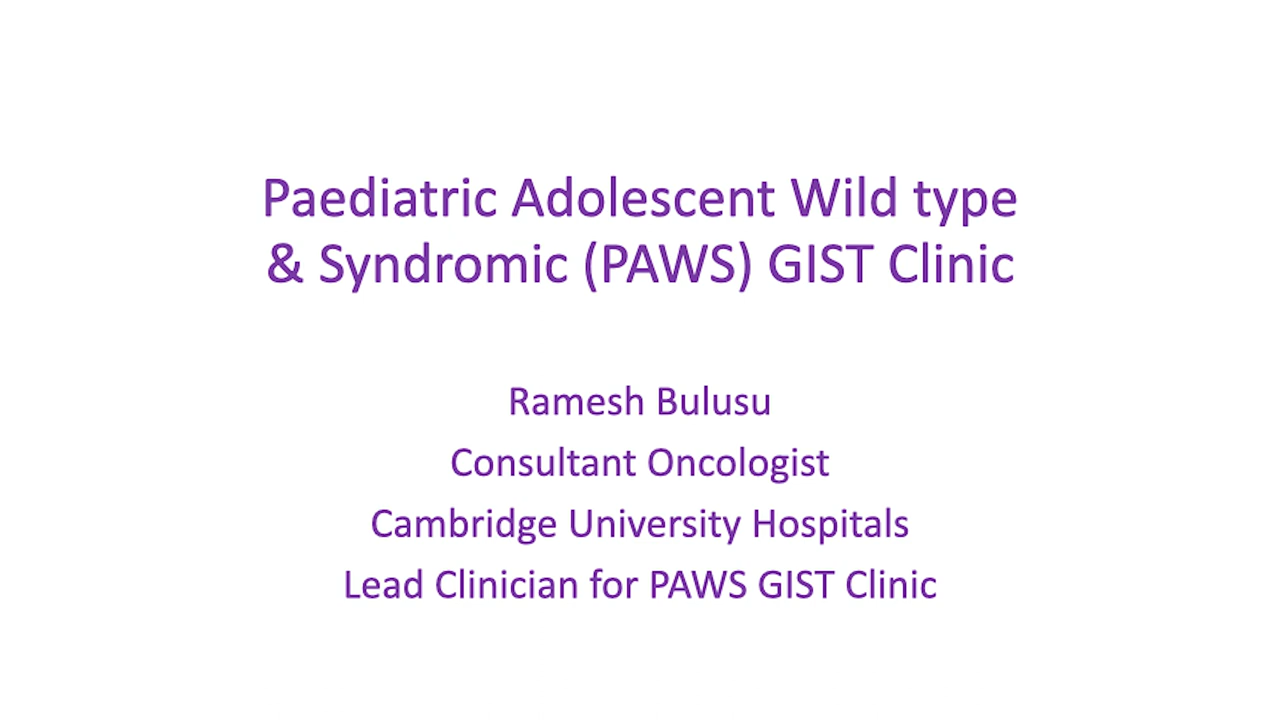 Paediatric Adolescent Wild type
& Syndromic (PAWS) GIST Clinic
Ramesh Bulusu
Consultant Oncologist
Cambridge University Hospitals
Lead Clinician for PAWS GIST Clinic